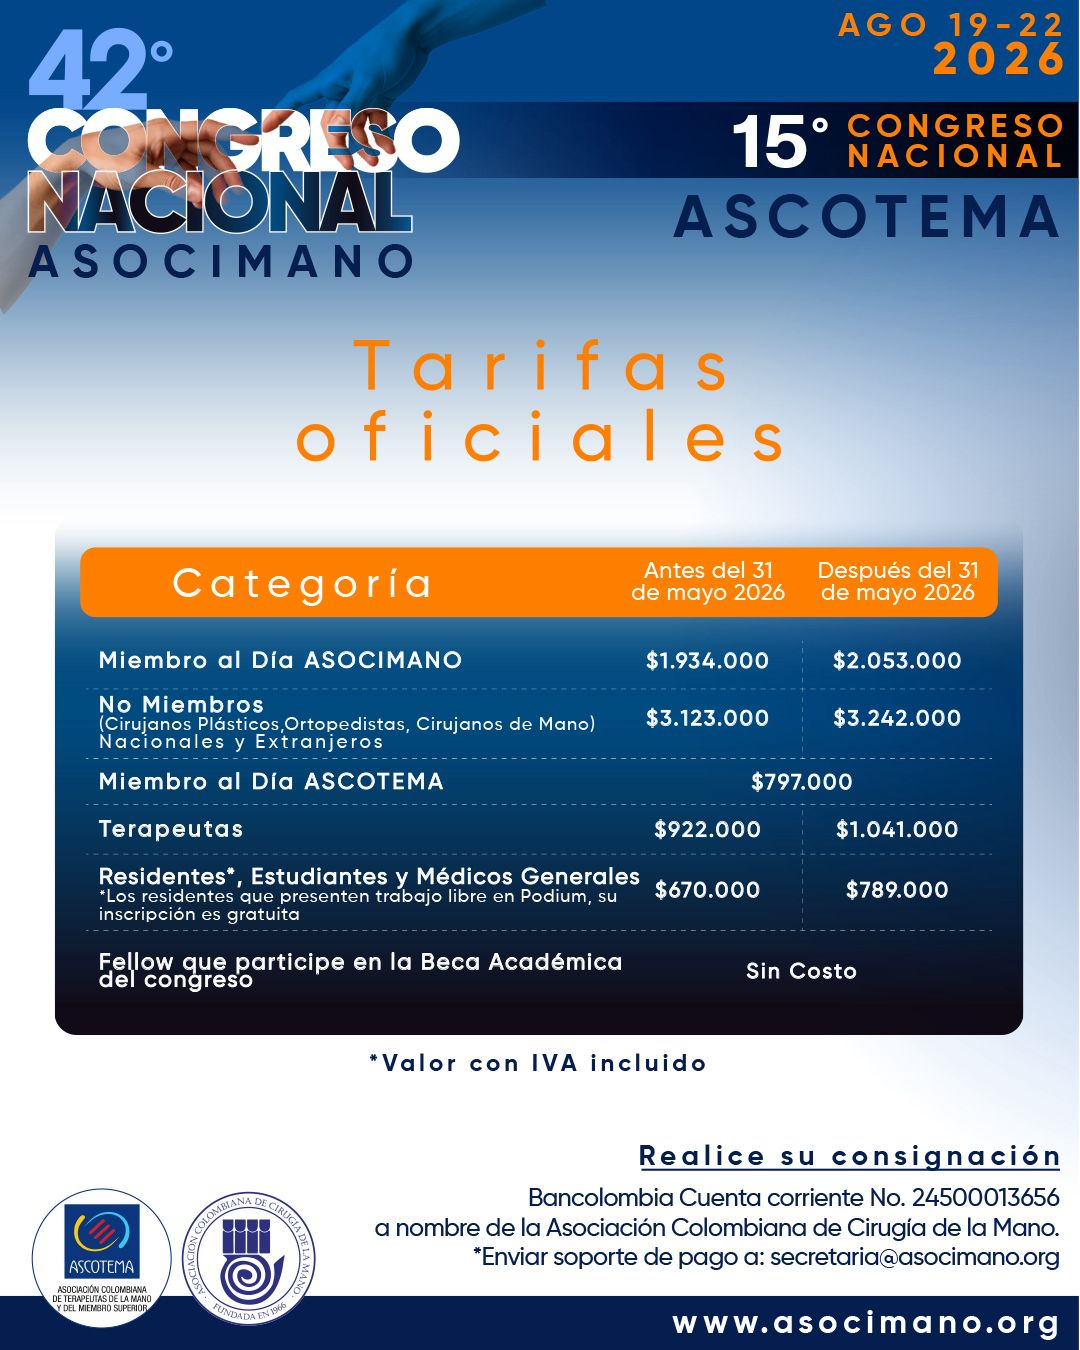 42°
CONGRESO
NACIONAL
ASOCIMANO
AGO 19-22
2026
15° CONGRESO
NACIONAL
ASCOTEMA
Tarifas
oficiales
Categoría
Antes del 31
de mayo 2026
Después del 31
de mayo 2026
Miembro al Día ASOCIMANO $1.934.000 $2.053.000
No Miembros
(Cirujanos Plásticos,Ortopedistas, Cirujanos de Mano)
Nacionales y Extranjeros
$3.123.000 $3.242.000
Miembro al Día ASCOTEMA $797.000
Terapeutas $922.000 $1.041.000
Residentes*, Estudiantes y Médicos Generales
*Los residentes que presenten trabajo libre en Podium, su
inscripción es gratuita
$670.000 $789.000
Fellow que participe en la Beca Académica
del congreso
Sin Costo
*Valor con IVA incluido
Realice su consignación
Bancolombia Cuenta corriente No. 24500013656
a nombre de la Asociación Colombiana de Cirugía de la Mano.
*Enviar soporte de pago a: secretaria@asocimano.org
ASCOTEMA
ASOCIACIÓN COLOMBIANA
DE TERAPEUTAS DE LA MANO
Y DEL MIEMBRO SUPERIOR
ASOCIACIÓN COLOMBIANA DE CIRUGÍA DE LA MANO
FUNDADA EN 1966
www.asocimano.org